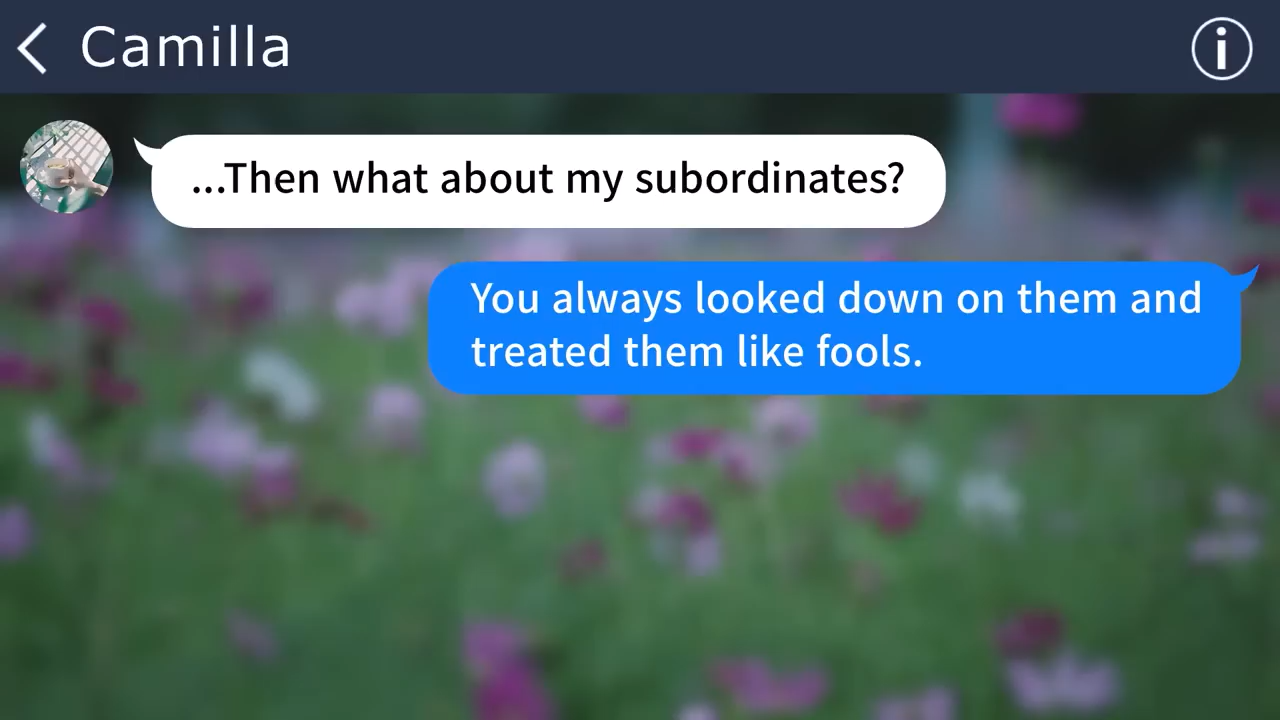 Camilla
...Then what about my subordinates?
You always looked down on them and
treated them like fools.